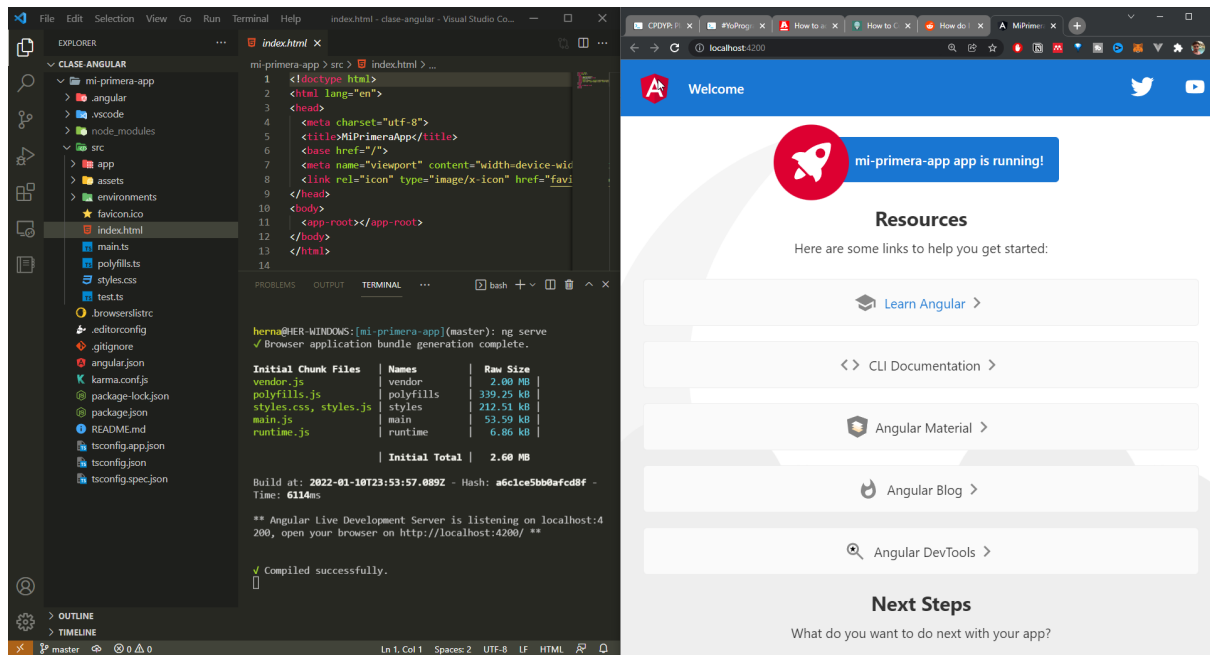 File Edit Selection View Go Run Terminal Help index.html - clase-angular - Visual Studio Co...
EXPLORER
CLASE-ANGULAR
mi-primera-app
.angular
.vscode
node_modules
src
app
assets
environments
favicon.ico
index.html
main.ts
polyfills.ts
styles.css
test.ts
.browserslistrc
.editorconfig
.gitignore
angular.json
karma.conf.js
package-lock.json
package.json
README.md
tsconfig.app.json
tsconfig.json
tsconfig.spec.json
OUTLINE
TIMELINE
index.html
mi-primera-app > src > index.html > ...
1 <!doctype html>
2 <html lang="en">
3 <head>
4 <meta charset="utf-8">
5 <title>MiPrimeraApp</title>
6 <base href="/">
7 <meta name="viewport" content="width=device-wid
8 <link rel="icon" type="image/x-icon" href="favi
9 </head>
10 <body>
11 <app-root></app-root>
12 </body>
13 </html>
14
PROBLEMS OUTPUT TERMINAL ... bash
herna@HER-WINDOWS:[mi-primera-app](master): ng serve
√ Browser application bundle generation complete.
Initial Chunk Files | Names | Raw Size
vendor.js | vendor | 2.00 MB |
polyfills.js | polyfills | 339.25 kB |
styles.css, styles.js | styles | 212.51 kB |
main.js | main | 53.59 kB |
runtime.js | runtime | 6.86 kB |
| Initial Total | 2.60 MB
Build at: 2022-01-10T23:53:57.089Z - Hash: a6c1ce5bb0afcd8f -
Time: 6114ms
** Angular Live Development Server is listening on localhost:4
200, open your browser on http://localhost:4200/ **
√ Compiled successfully.
master 0 0 Ln 1, Col 1 Spaces: 2 UTF-8 LF HTML
CPDYP: Pl #YoProgr How to a How to C How do I MiPrimer
localhost:4200
Welcome
mi-primera-app app is running!
Resources
Here are some links to help you get started:
Learn Angular
CLI Documentation
Angular Material
Angular Blog
Angular DevTools
Next Steps
What do you want to do next with your app?